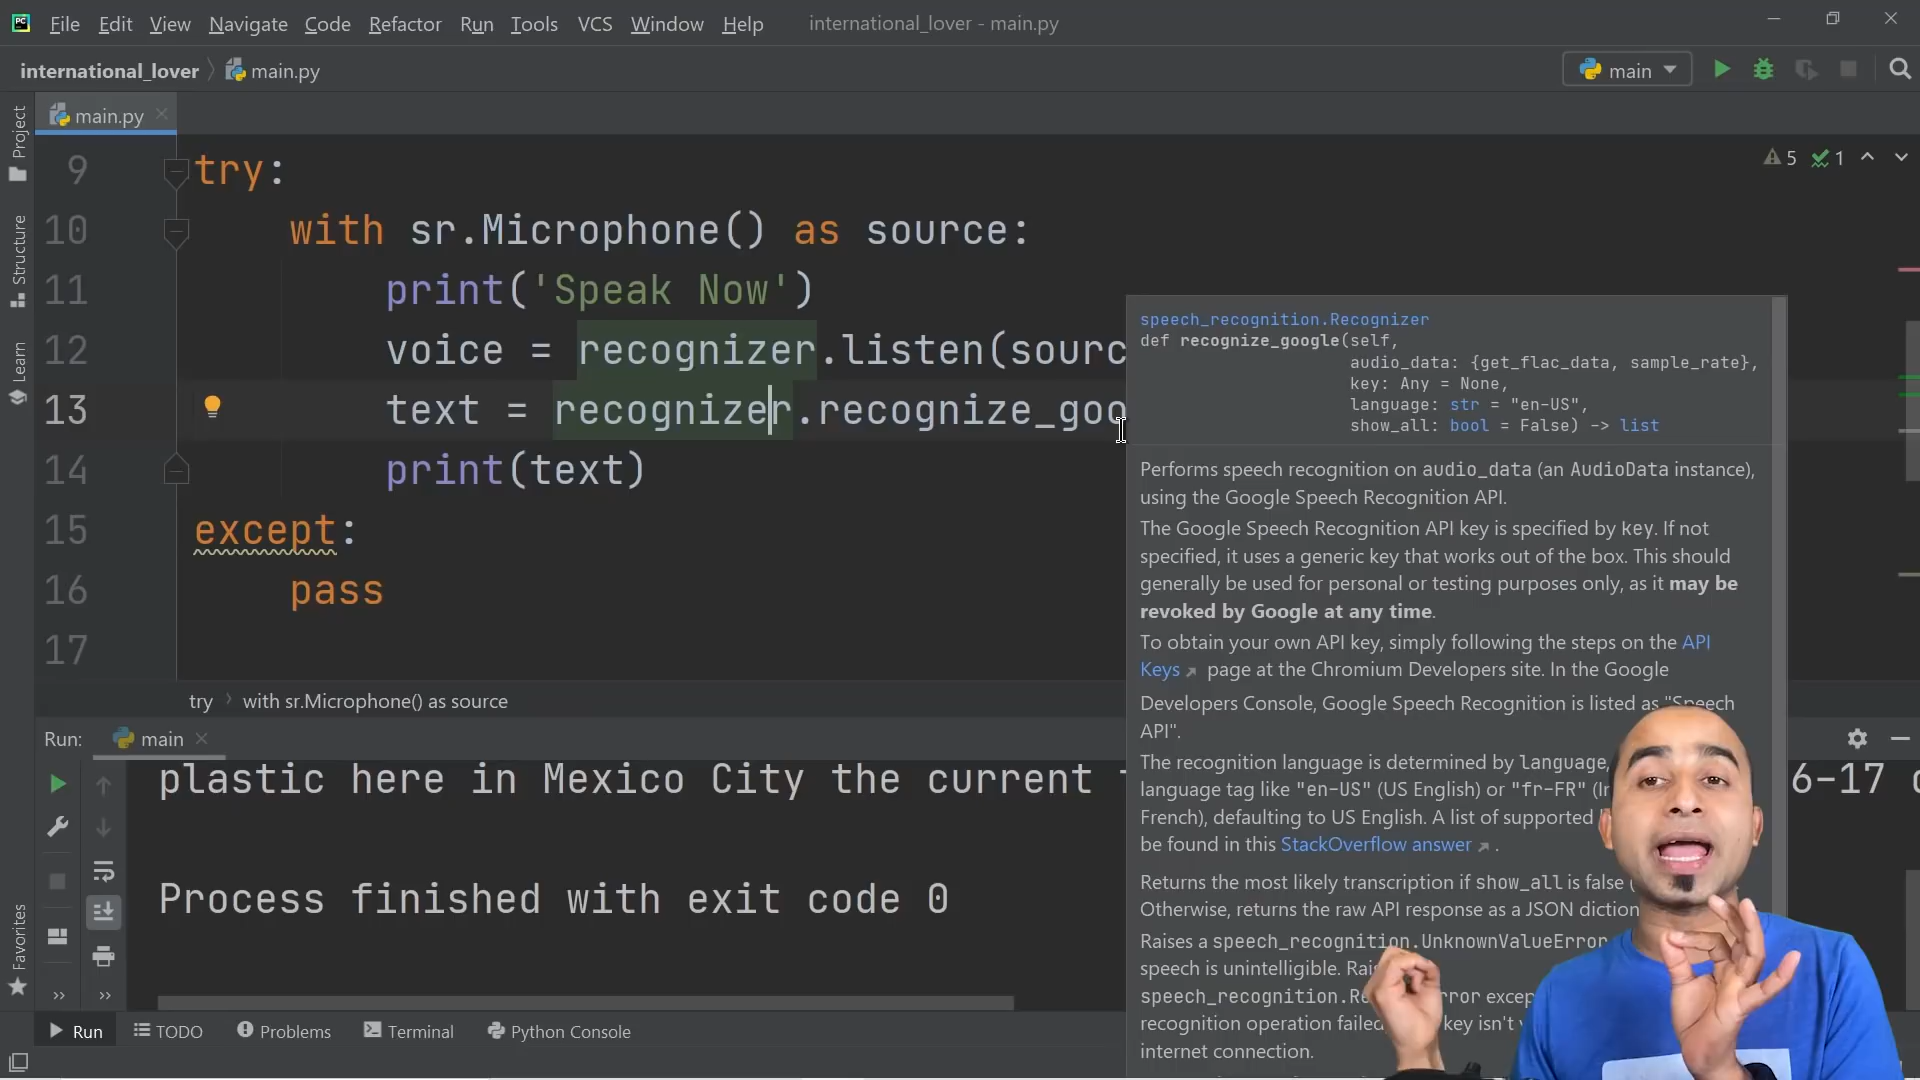 PC File Edit View Navigate Code Refactor Run Tools VCS Window Help international_lover - main.py
international_lover main.py main
Project
Structure
Learn
Favorites
main.py
5 1
9 try:
10 with sr.Microphone() as source:
11 print('Speak Now')
12 voice = recognizer.listen(sourc
13 text = recognizer.recognize_goo
14 print(text)
15 except:
16 pass
17
try with sr.Microphone() as source
speech_recognition.Recognizer
def recognize_google(self,
audio_data: {get_flac_data, sample_rate},
key: Any = None,
language: str = "en-US",
show_all: bool = False) -> list
Performs speech recognition on audio_data (an AudioData instance),
using the Google Speech Recognition API.
The Google Speech Recognition API key is specified by key. If not
specified, it uses a generic key that works out of the box. This should
generally be used for personal or testing purposes only, as it may be
revoked by Google at any time.
To obtain your own API key, simply following the steps on the API
Keys page at the Chromium Developers site. In the Google
Developers Console, Google Speech Recognition is listed as "Speech
API".
The recognition language is determined by language,
language tag like "en-US" (US English) or "fr-FR" (In
French), defaulting to US English. A list of supported
be found in this StackOverflow answer .
Returns the most likely transcription if show_all is false (
Otherwise, returns the raw API response as a JSON diction
Raises a speech_recognition.UnknownValueError
speech is unintelligible.
speech_recognition. excep
recognition operation failed key isn't
internet connection.
Run: main
plastic here in Mexico City the current 6-17
Process finished with exit code 0
Run TODO Problems Terminal Python Console